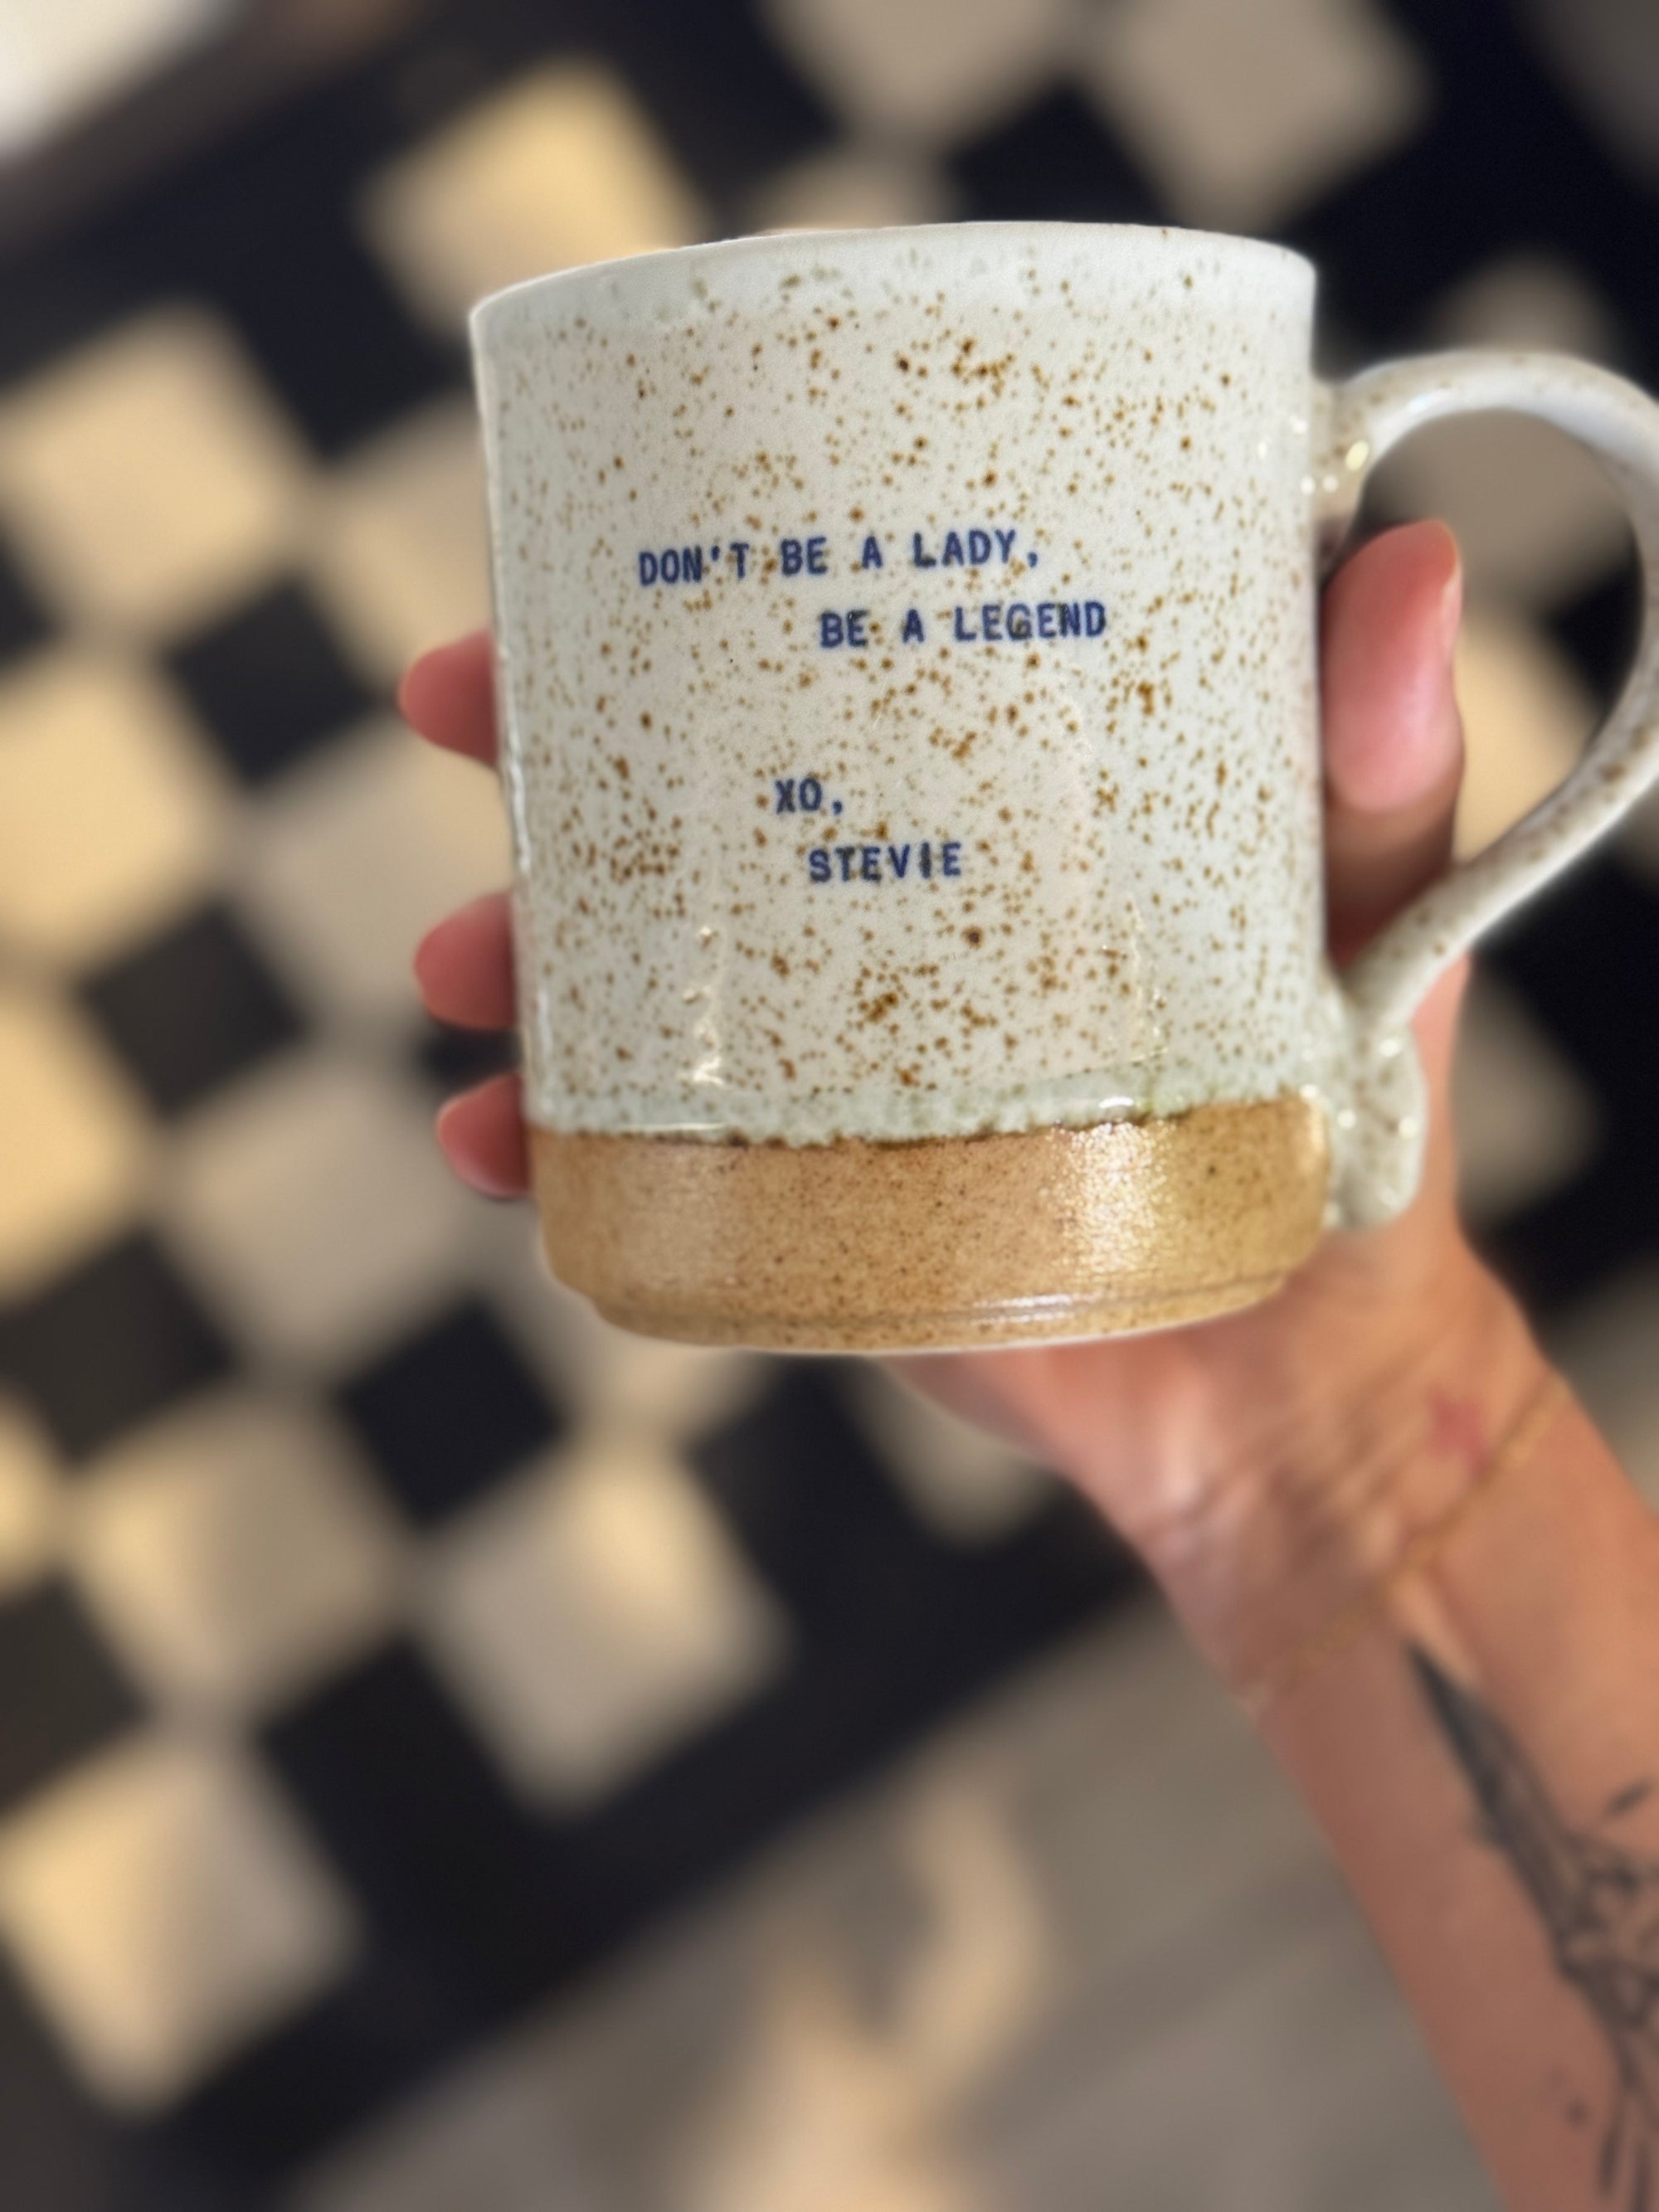 DON'T BE A LADY,
BE A LEGEND
XO,
STEVIE